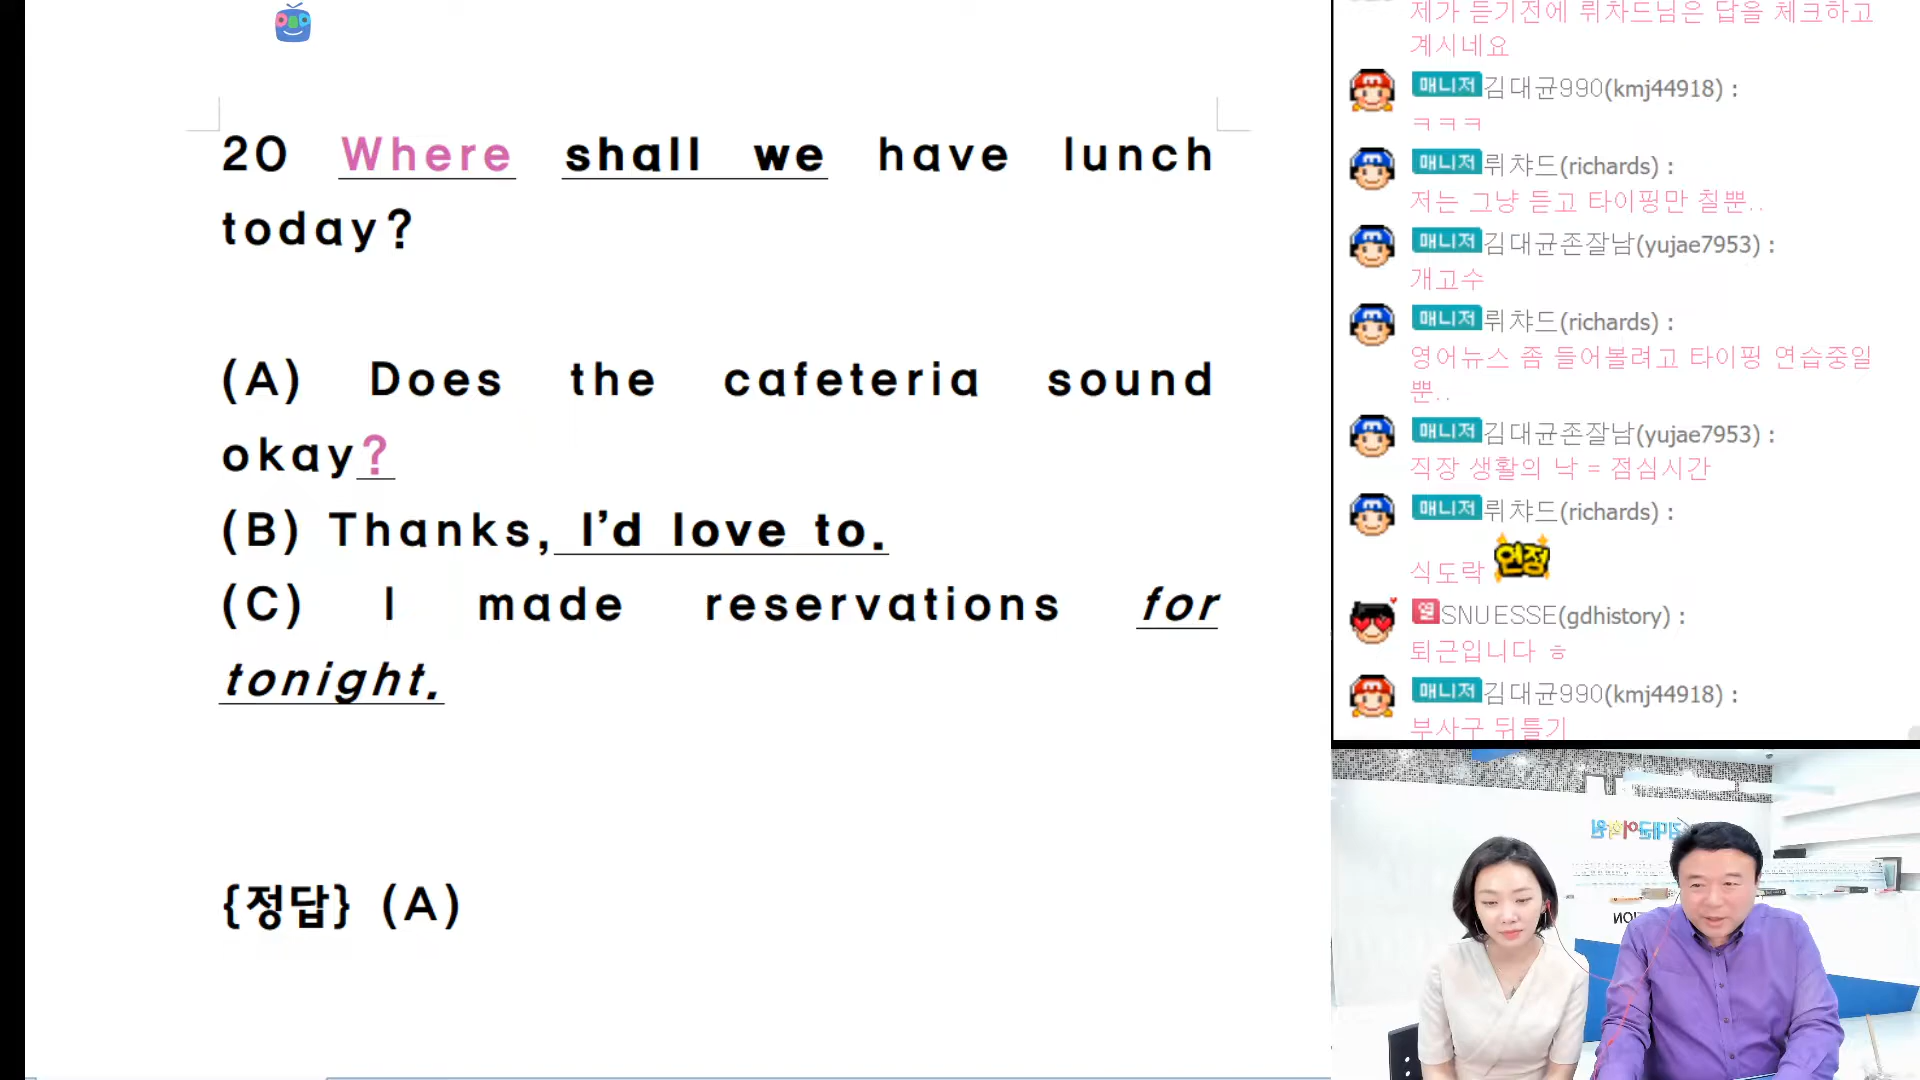 20 Where shall we have lunch
today?
(A) Does the cafeteria sound
okay?
(B) Thanks, I'd love to.
(C) I made reservations for
tonight.
{정답} (A)
제가 듣기전에 뤼차드님은 답을 체크하고
계시네요
매니저 김대균990(kmj44918) :
ㅋㅋㅋ
매니저 뤼챠드(richards) :
저는 그냥 듣고 타이핑만 칠뿐..
매니저 김대균존잘남(yujae7953) :
개고수
매니저 뤼챠드(richards) :
영어뉴스 좀 들어볼려고 타이핑 연습중일
뿐..
매니저 김대균존잘남(yujae7953) :
직장 생활의 낙 = 점심시간
매니저 뤼챠드(richards) :
식도락 인정
열 SNUESSE(gdhistory) :
퇴근입니다 ㅎ
매니저 김대균990(kmj44918) :
부사구 뒤틀기
김대균어학원